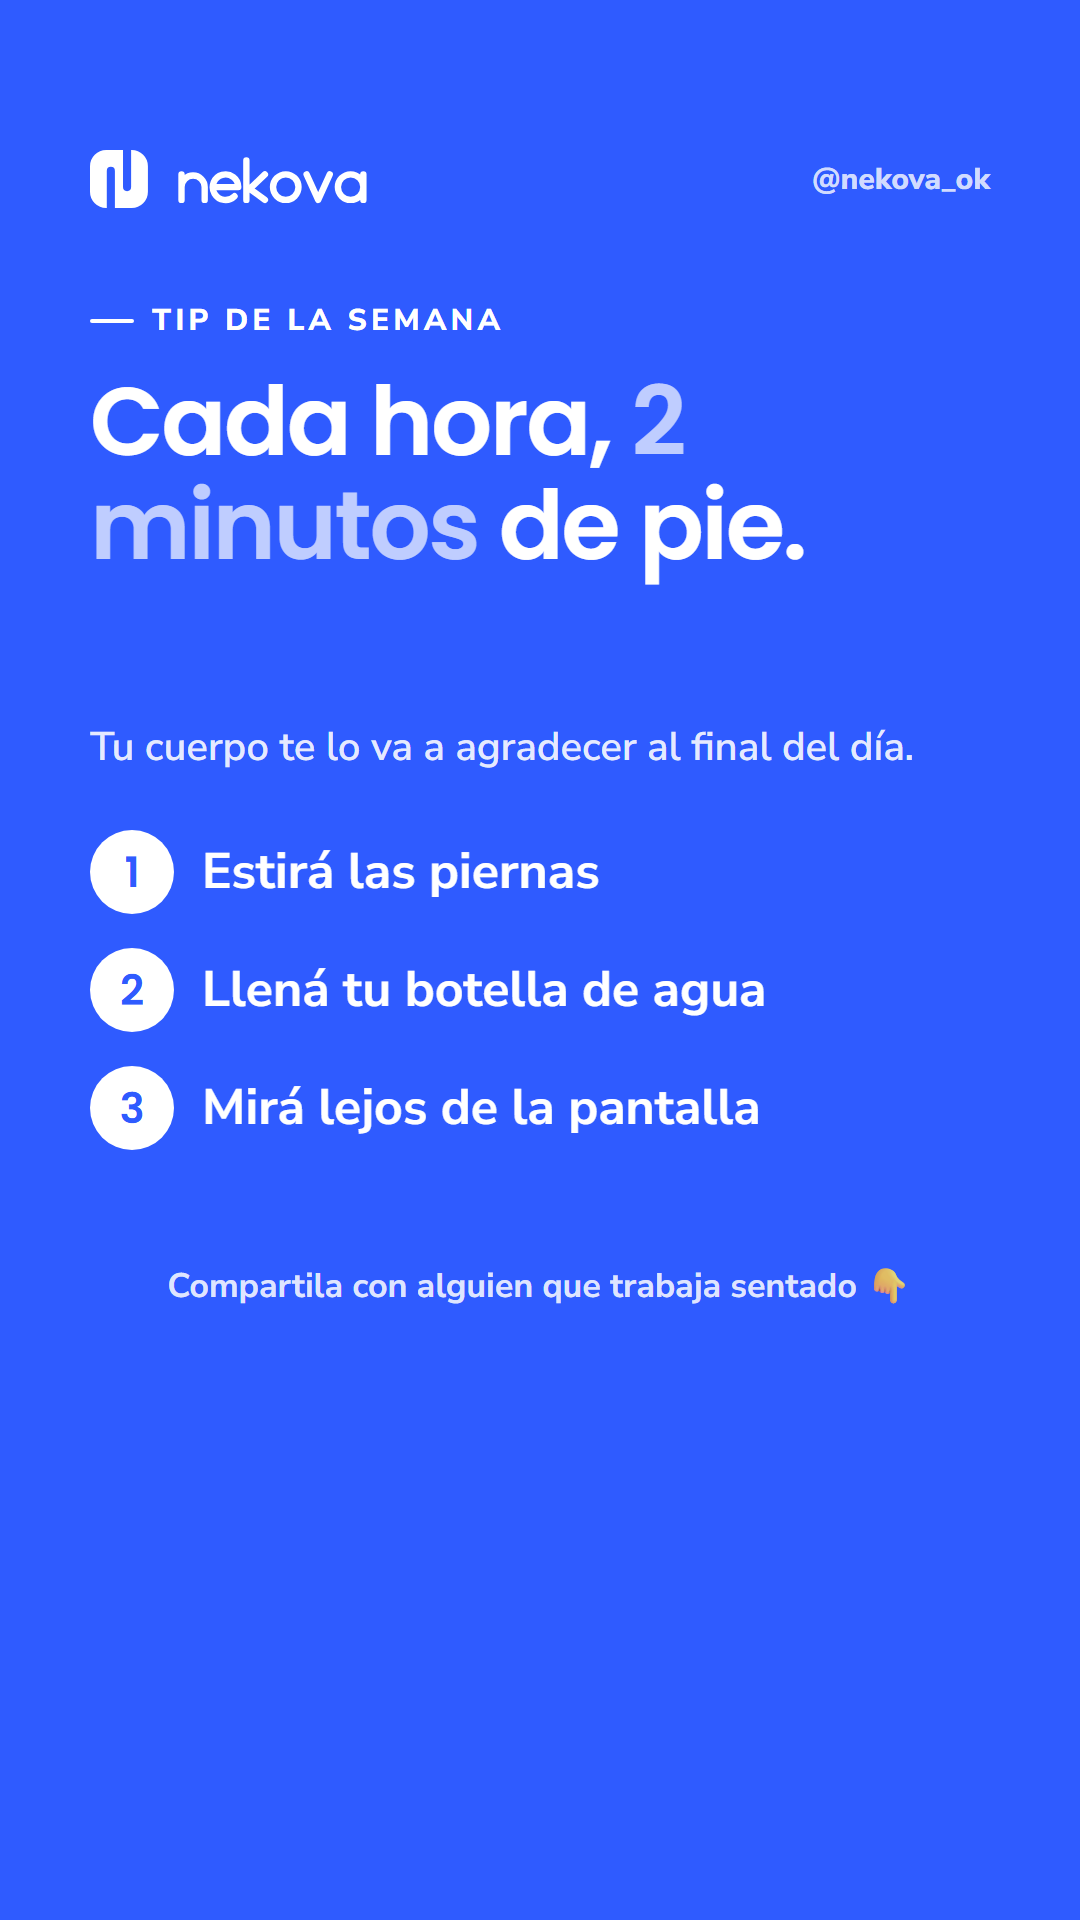 nekova
@nekova_ok
TIP DE LA SEMANA
Cada hora, 2
minutos de pie.
Tu cuerpo te lo va a agradecer al final del día.
1 Estirá las piernas
2 Llená tu botella de agua
3 Mirá lejos de la pantalla
Compartila con alguien que trabaja sentado 👇